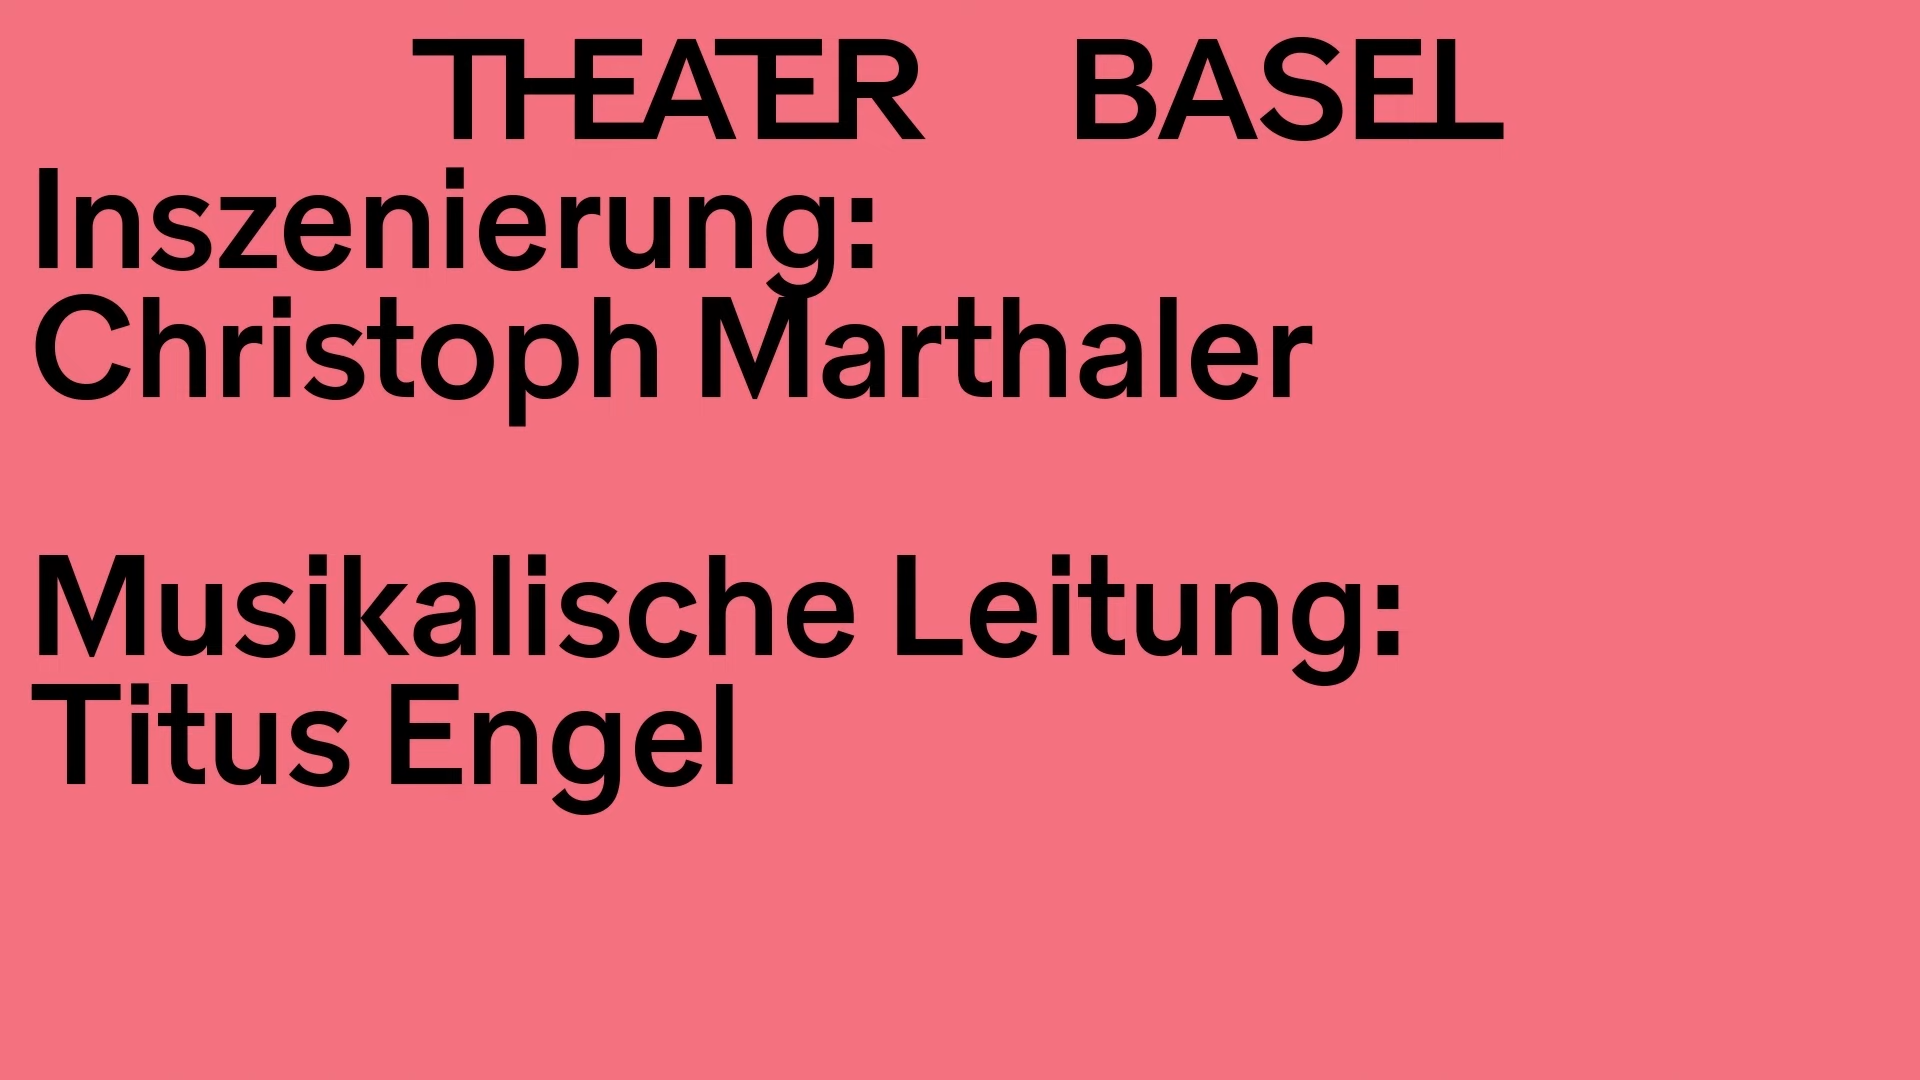 THEATER BASEL
Inszenierung:
Christoph Marthaler
Musikalische Leitung:
Titus Engel